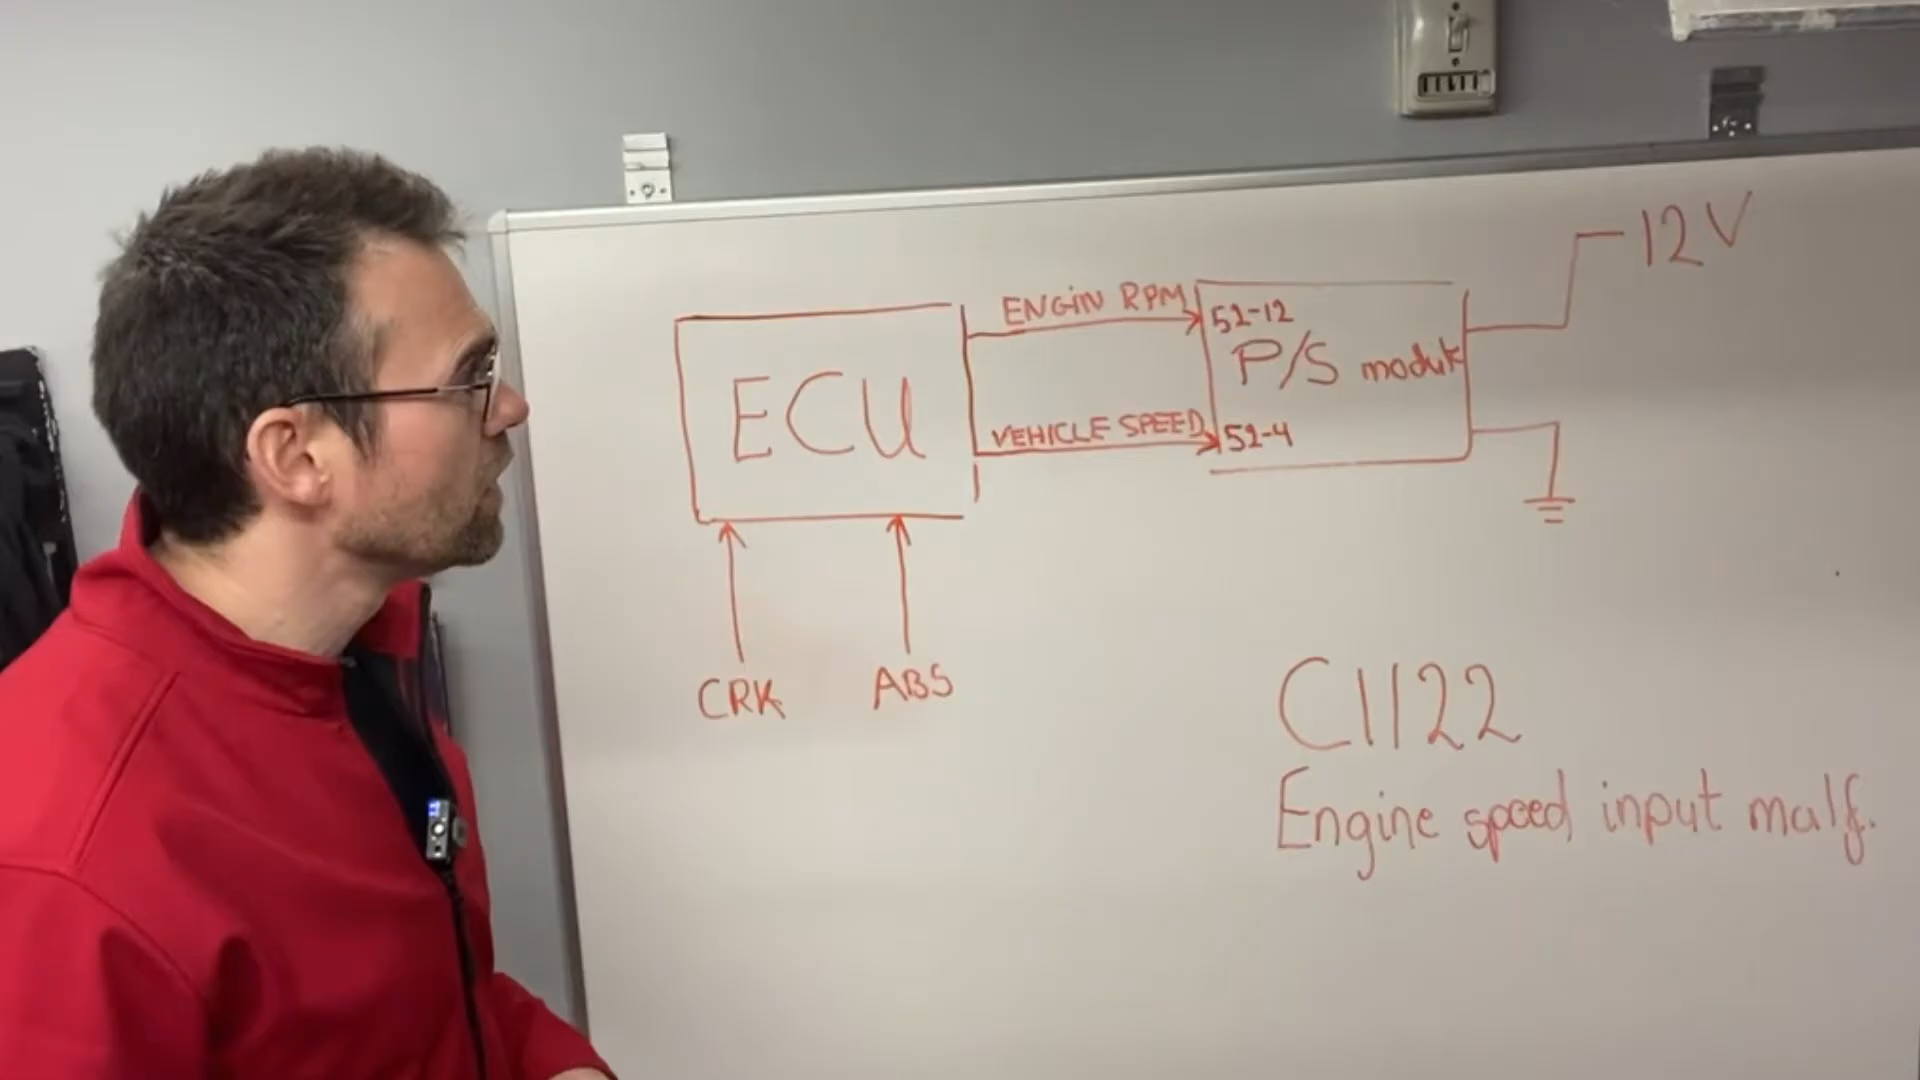 12V
ENGIN RPM
52-12
P/S module
ECU
VEHICLE SPEED
52-4
CRK
ABS
C1122
Engine speed input malf.